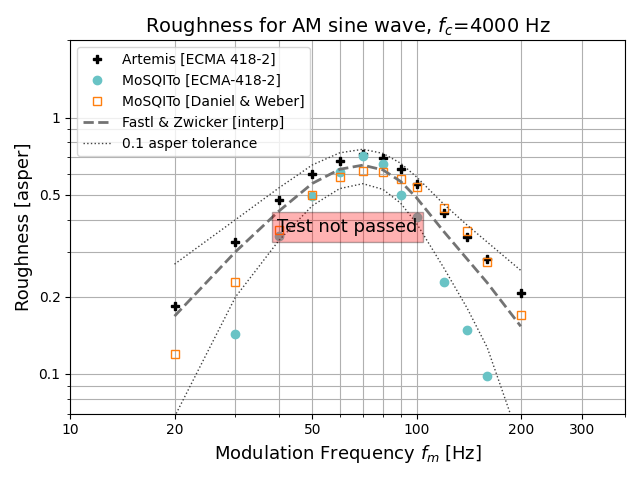 Roughness for AM sine wave, f_c=4000 Hz
Artemis [ECMA 418-2]
MoSQITo [ECMA-418-2]
MoSQITo [Daniel & Weber]
Fastl & Zwicker [interp]
0.1 asper tolerance
1
0.5
0.2
0.1
Roughness [asper]
Test not passed
10 20 50 100 200 300
Modulation Frequency f_m [Hz]